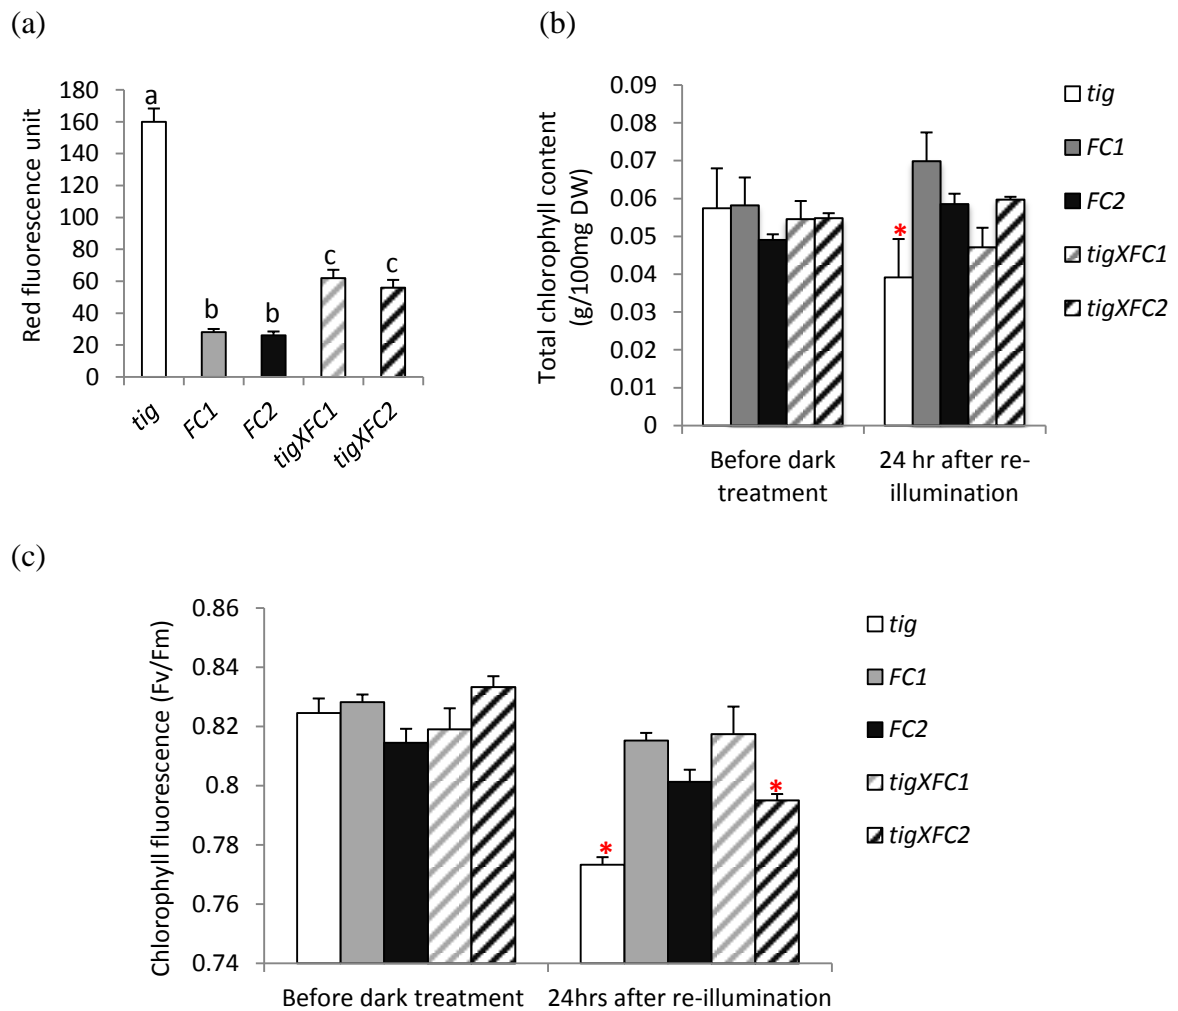 (a)
Red fluorescence unit
180
160
140
120
100
80
60
40
20
0
a
b
b
c
c
tig
FC1
FC2
tigXFC1
tigXFC2
(b)
Total chlorophyll content
(g/100mg DW)
0.09
0.08
0.07
0.06
0.05
0.04
0.03
0.02
0.01
0
*
Before dark
treatment
24 hr after re-
illumination
tig
FC1
FC2
tigXFC1
tigXFC2
(c)
Chlorophyll fluorescence (Fv/Fm)
0.86
0.84
0.82
0.8
0.78
0.76
0.74
*
*
Before dark treatment
24hrs after re-illumination
tig
FC1
FC2
tigXFC1
tigXFC2